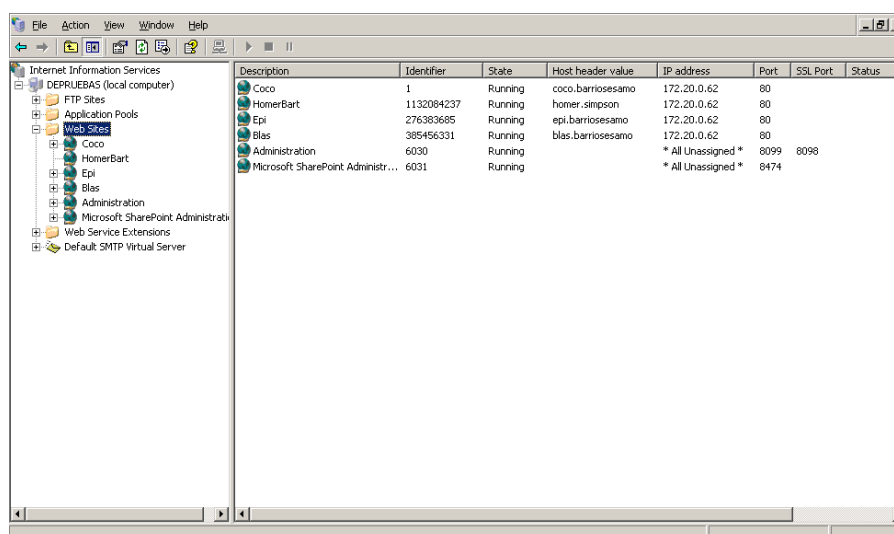 File Action View Window Help
Internet Information Services
DEPRUEBAS (local computer)
FTP Sites
Application Pools
Web Sites
Coco
HomerBart
Epi
Blas
Administration
Microsoft SharePoint Administratio
Web Service Extensions
Default SMTP Virtual Server
Description Identifier State Host header value IP address Port SSL Port Status
Coco 1 Running coco.barriosesamo 172.20.0.62 80
HomerBart 1132084237 Running homer.simpson 172.20.0.62 80
Epi 276383685 Running epi.barriosesamo 172.20.0.62 80
Blas 385456331 Running blas.barriosesamo 172.20.0.62 80
Administration 6030 Running * All Unassigned * 8099 8098
Microsoft SharePoint Administr... 6031 Running * All Unassigned * 8474